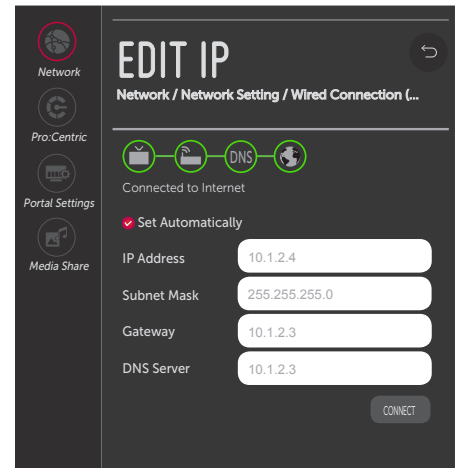 EDIT IP
Network / Network Setting / Wired Connection (...
Network
Pro:Centric
Portal Settings
Media Share
DNS
Connected to Internet
Set Automatically
IP Address 10.1.2.4
Subnet Mask 255.255.255.0
Gateway 10.1.2.3
DNS Server 10.1.2.3
CONNECT